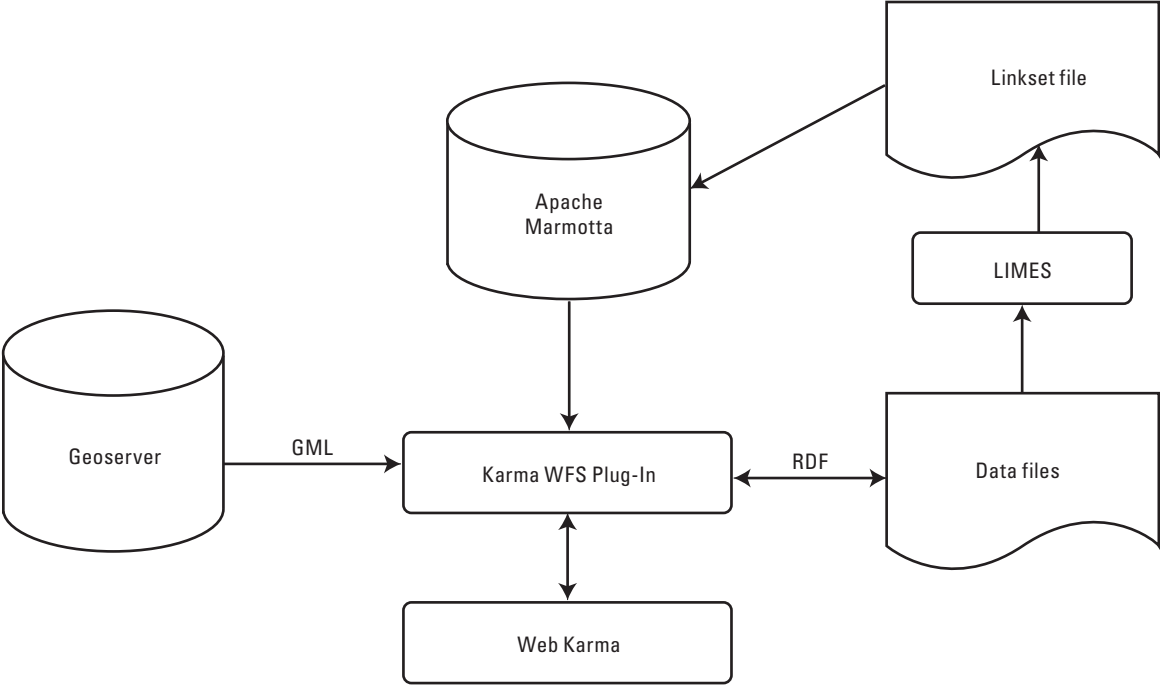 Linkset file
Apache
Marmotta
LIMES
Geoserver
GML
Karma WFS Plug-In
RDF
Data files
Web Karma